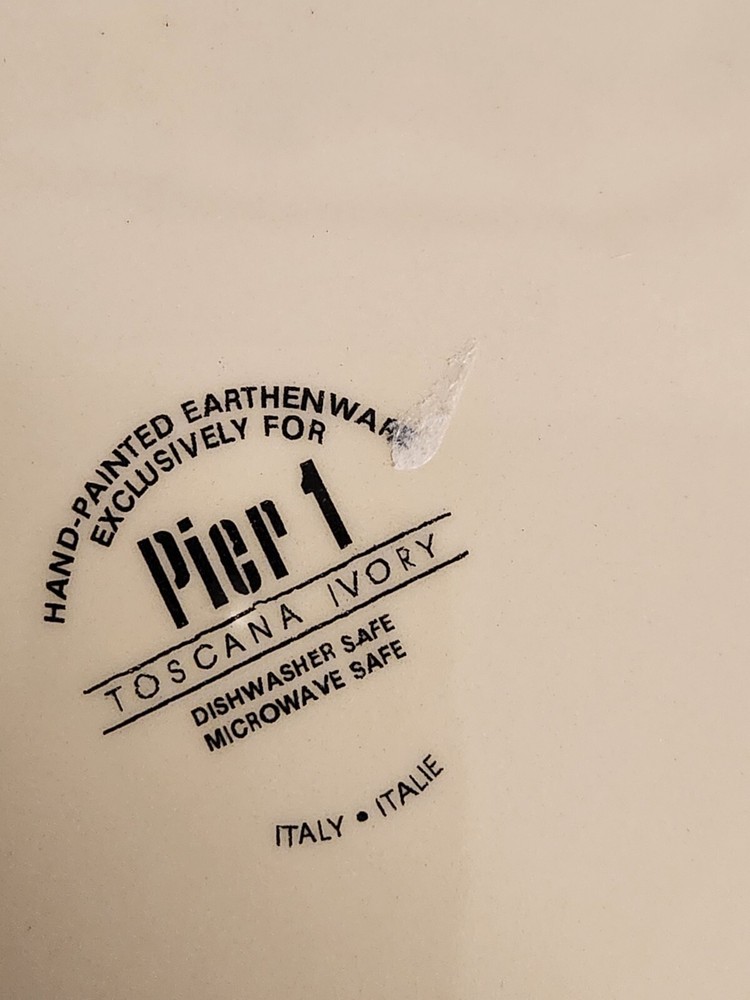 HAND-PAINTED EARTHENWARE
EXCLUSIVELY FOR
Pier 1
TOSCANA IVORY
DISHWASHER SAFE
MICROWAVE SAFE
ITALY • ITALIE